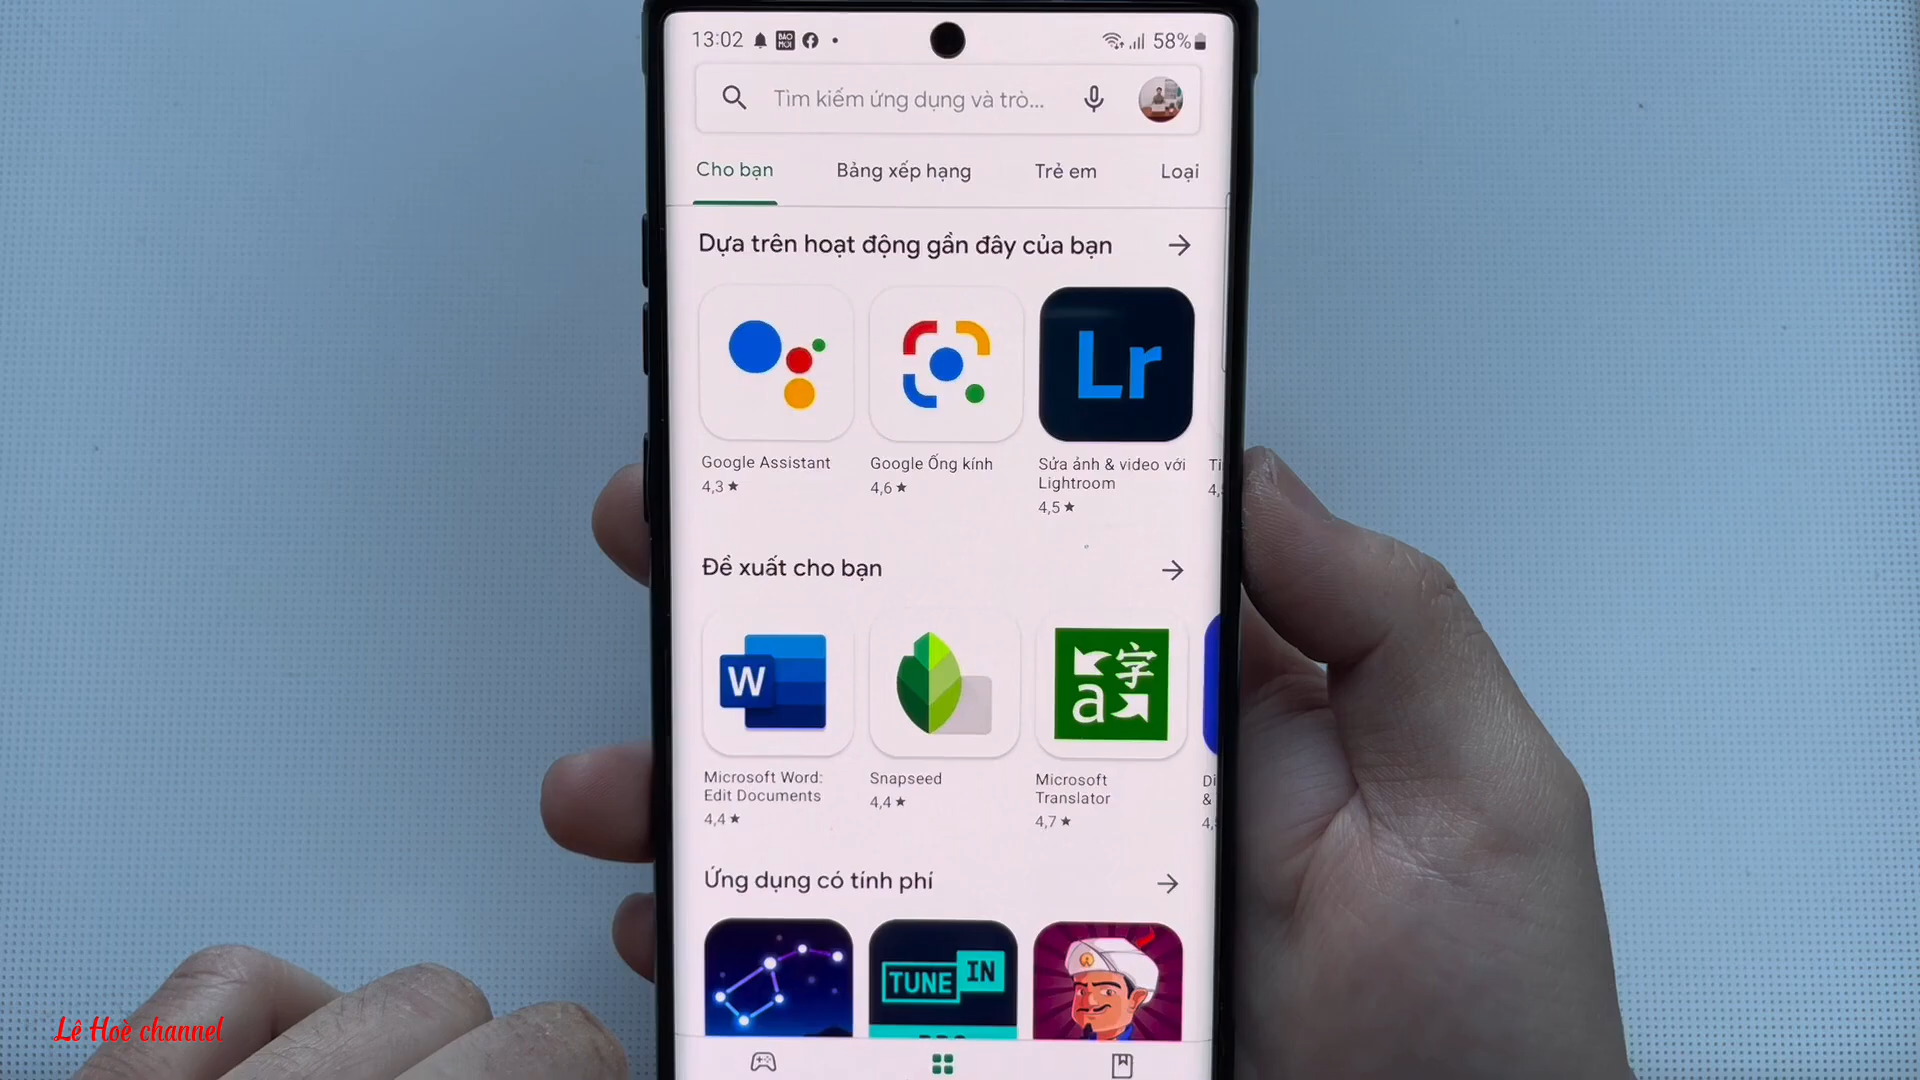 13:02
BÁO MỚI
58%
Tìm kiếm ứng dụng và trò...
Cho bạn
Bảng xếp hạng
Trẻ em
Loại
Dựa trên hoạt động gần đây của bạn
Lr
Google Assistant
4,3 ★
Google Ống kính
4,6 ★
Sửa ảnh & video với
Lightroom
4,5 ★
Đề xuất cho bạn
W
字
a
Microsoft Word:
Edit Documents
4,4 ★
Snapseed
4,4 ★
Microsoft
Translator
4,7 ★
Ứng dụng có tính phí
TUNE IN
Lê Hoè channel